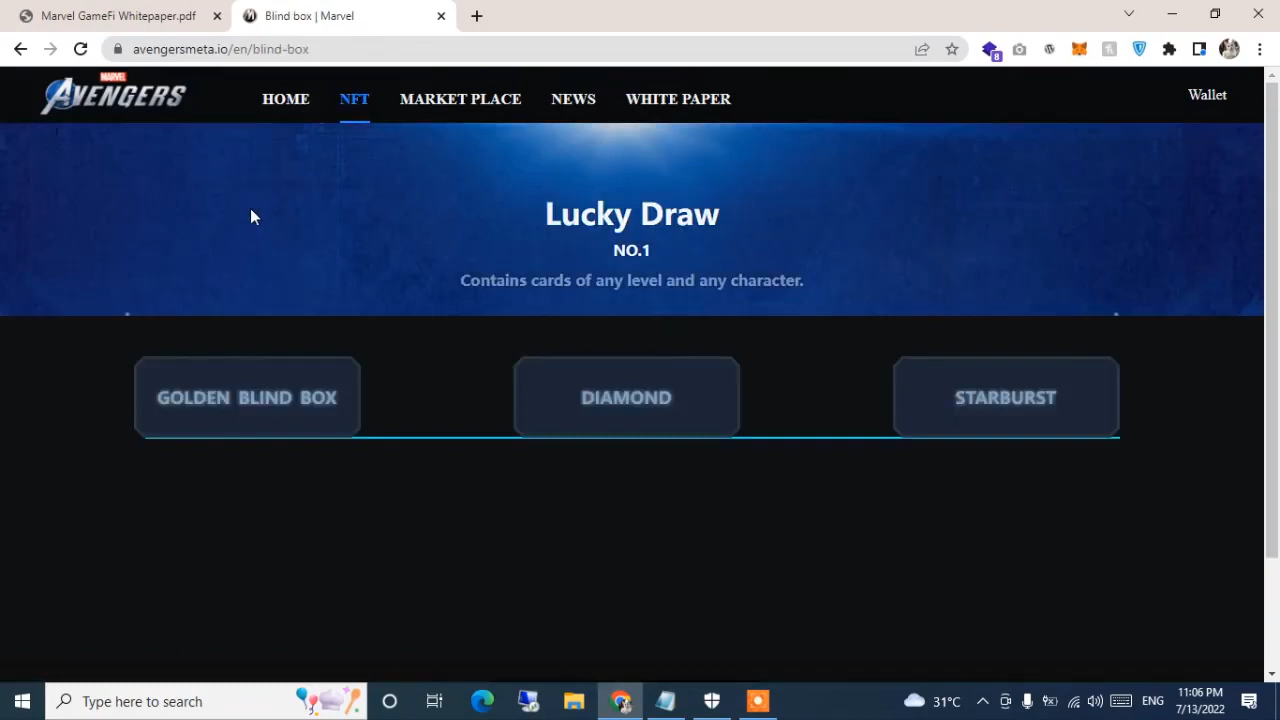 Marvel GameFi Whitepaper.pdf
Blind box | Marvel
avengersmeta.io/en/blind-box
8
MARVEL
AVENGERS
HOME
NFT
MARKET PLACE
NEWS
WHITE PAPER
Wallet
Lucky Draw
NO.1
Contains cards of any level and any character.
GOLDEN BLIND BOX
DIAMOND
STARBURST
Type here to search
31°C
ENG
11:06 PM
7/13/2022